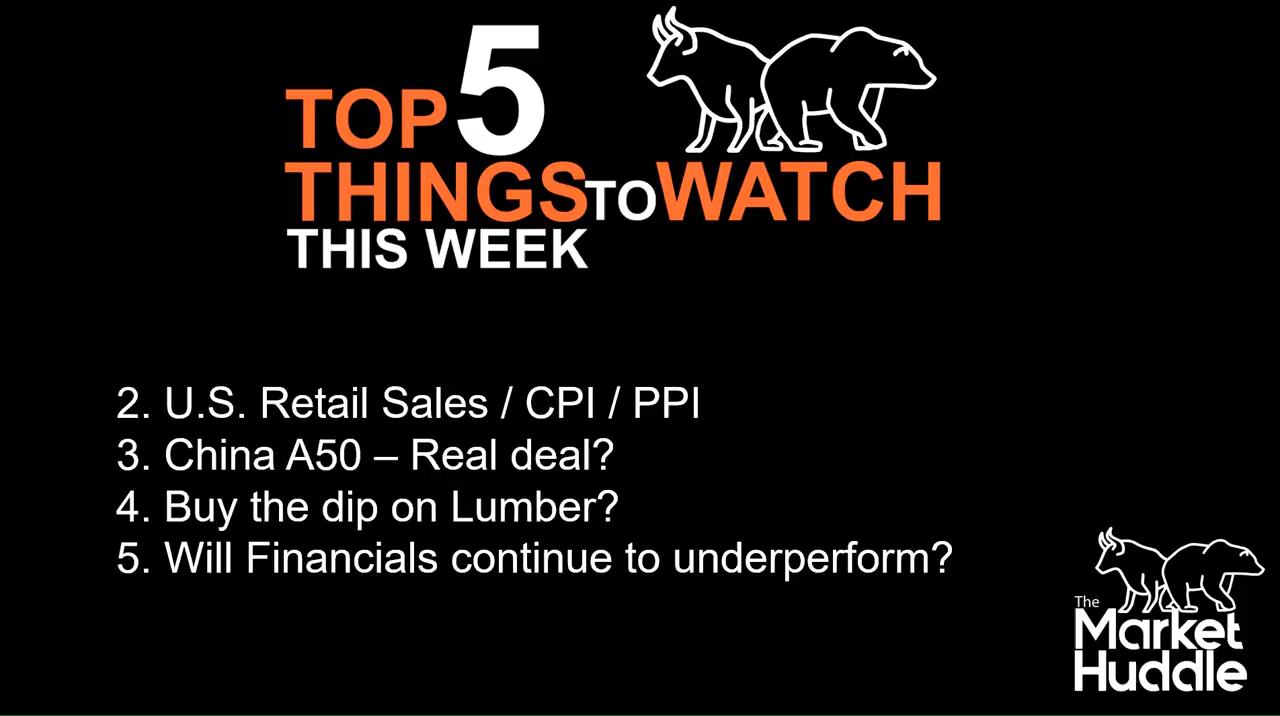 TOP 5
THINGS TO WATCH
THIS WEEK
2. U.S. Retail Sales / CPI / PPI
3. China A50 – Real deal?
4. Buy the dip on Lumber?
5. Will Financials continue to underperform?
The
Market
Huddle